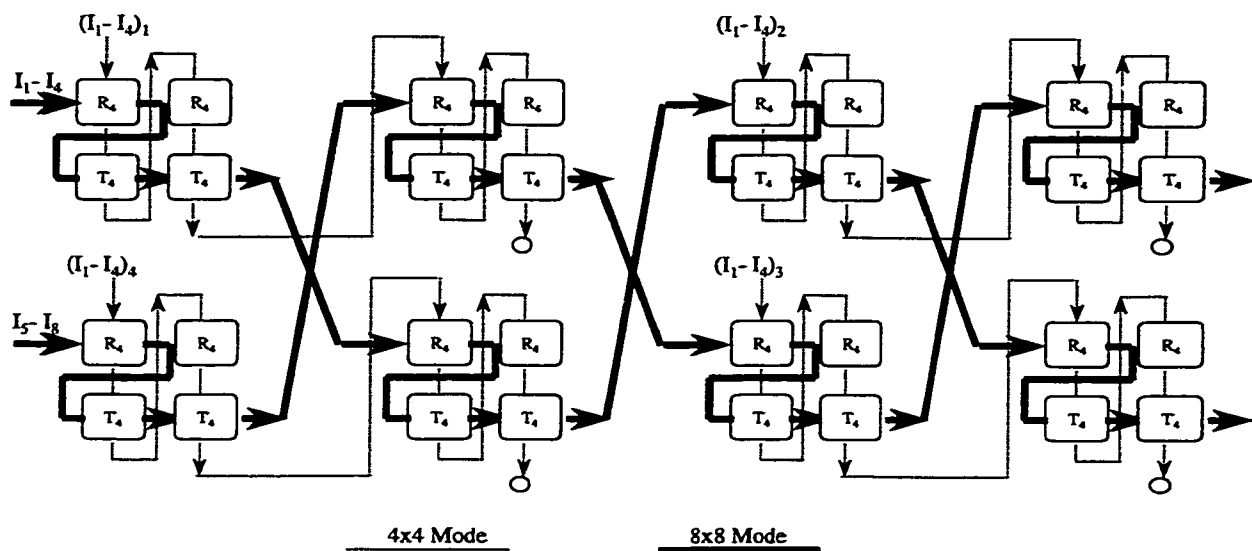 (I₁- I₄)₁ (I₁- I₄)₂
I₁– I₄ R₄ R₄ R₄ R₄ R₄ R₄ R₄ R₄
T₄ T₄ T₄ T₄ T₄ T₄ T₄ T₄
(I₁- I₄)₄ (I₁- I₄)₃
I₅– I₈ R₄ R₄ R₄ R₄ R₄ R₄ R₄ R₄
T₄ T₄ T₄ T₄ T₄ T₄ T₄ T₄
4x4 Mode 8x8 Mode